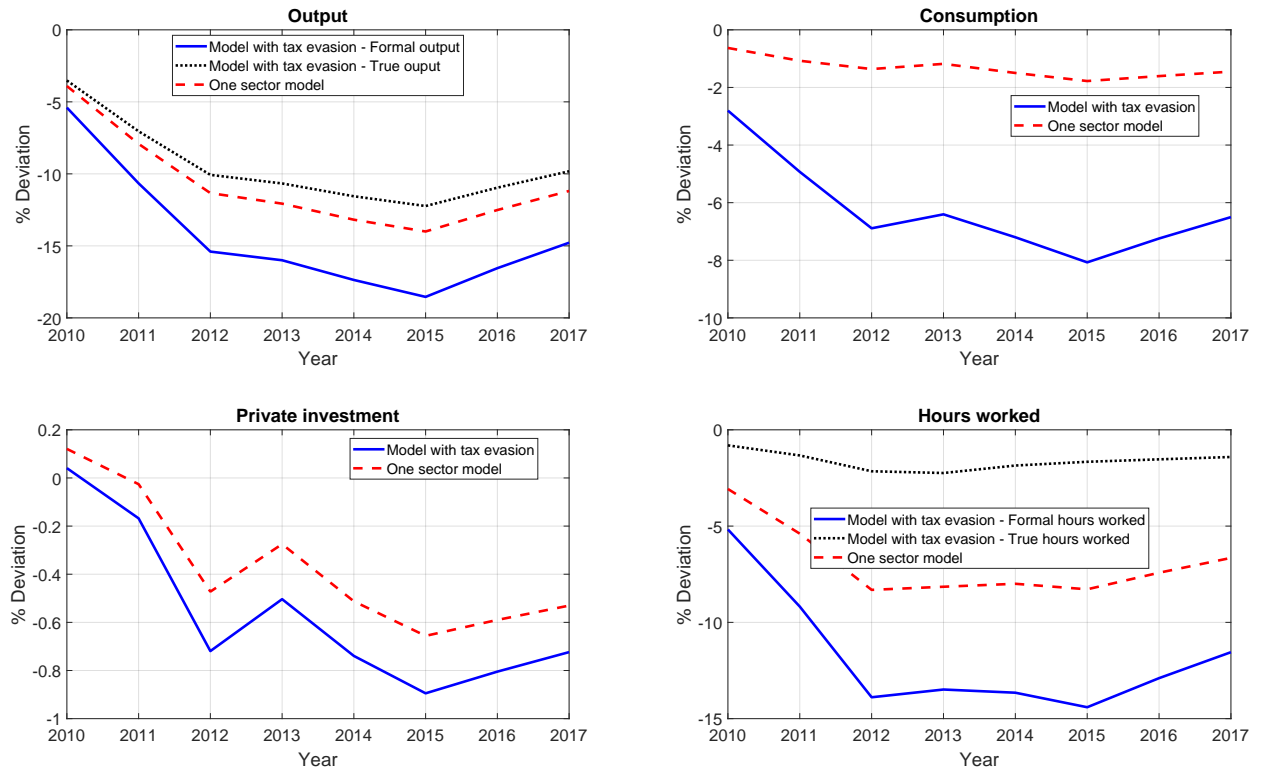 Output
0
-5
-10
-15
-20
% Deviation
Model with tax evasion - Formal output
Model with tax evasion - True ouput
One sector model
2010 2011 2012 2013 2014 2015 2016 2017
Year
Consumption
0
-2
-4
-6
-8
-10
% Deviation
Model with tax evasion
One sector model
2010 2011 2012 2013 2014 2015 2016 2017
Year
Private investment
0.2
0
-0.2
-0.4
-0.6
-0.8
-1
% Deviation
Model with tax evasion
One sector model
2010 2011 2012 2013 2014 2015 2016 2017
Year
Hours worked
0
-5
-10
-15
% Deviation
Model with tax evasion - Formal hours worked
Model with tax evasion - True hours worked
One sector model
2010 2011 2012 2013 2014 2015 2016 2017
Year